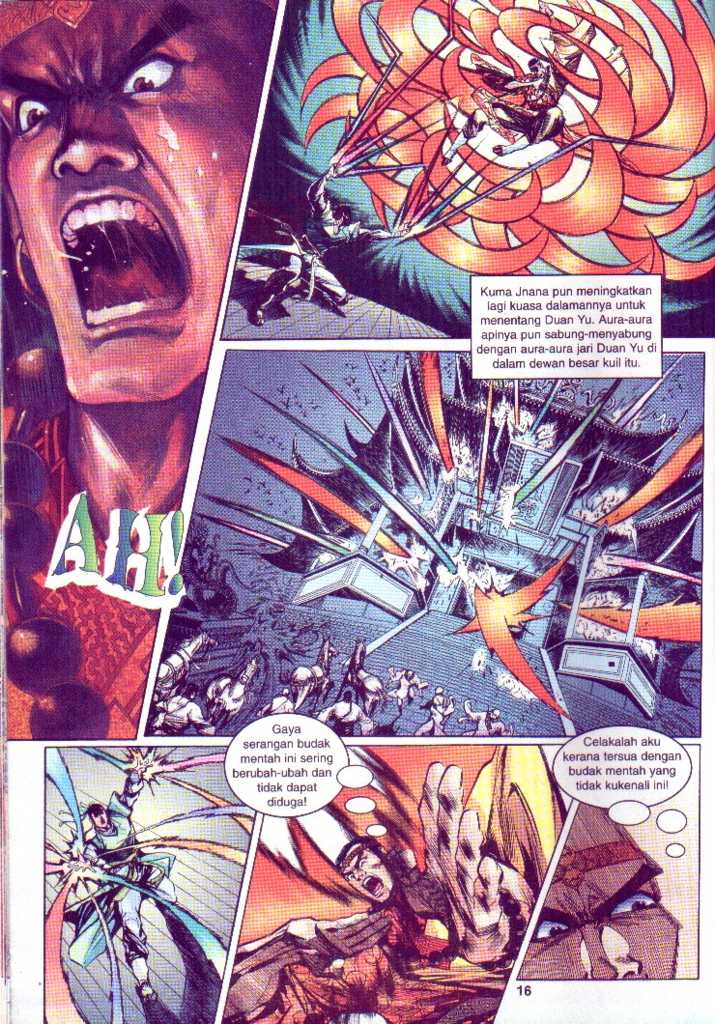 AH!
Kuma Jnana pun meningkatkan
lagi kuasa dalamannya untuk
menentang Duan Yu. Aura-aura
apinya pun sabung-menyabung
dengan aura-aura jari Duan Yu di
dalam dewan besar kuil itu.
Gaya
serangan budak
mentah ini sering
berubah-ubah dan
tidak dapat
diduga!
Celakalah aku
kerana tersua dengan
budak mentah yang
tidak kukenali ini!
16